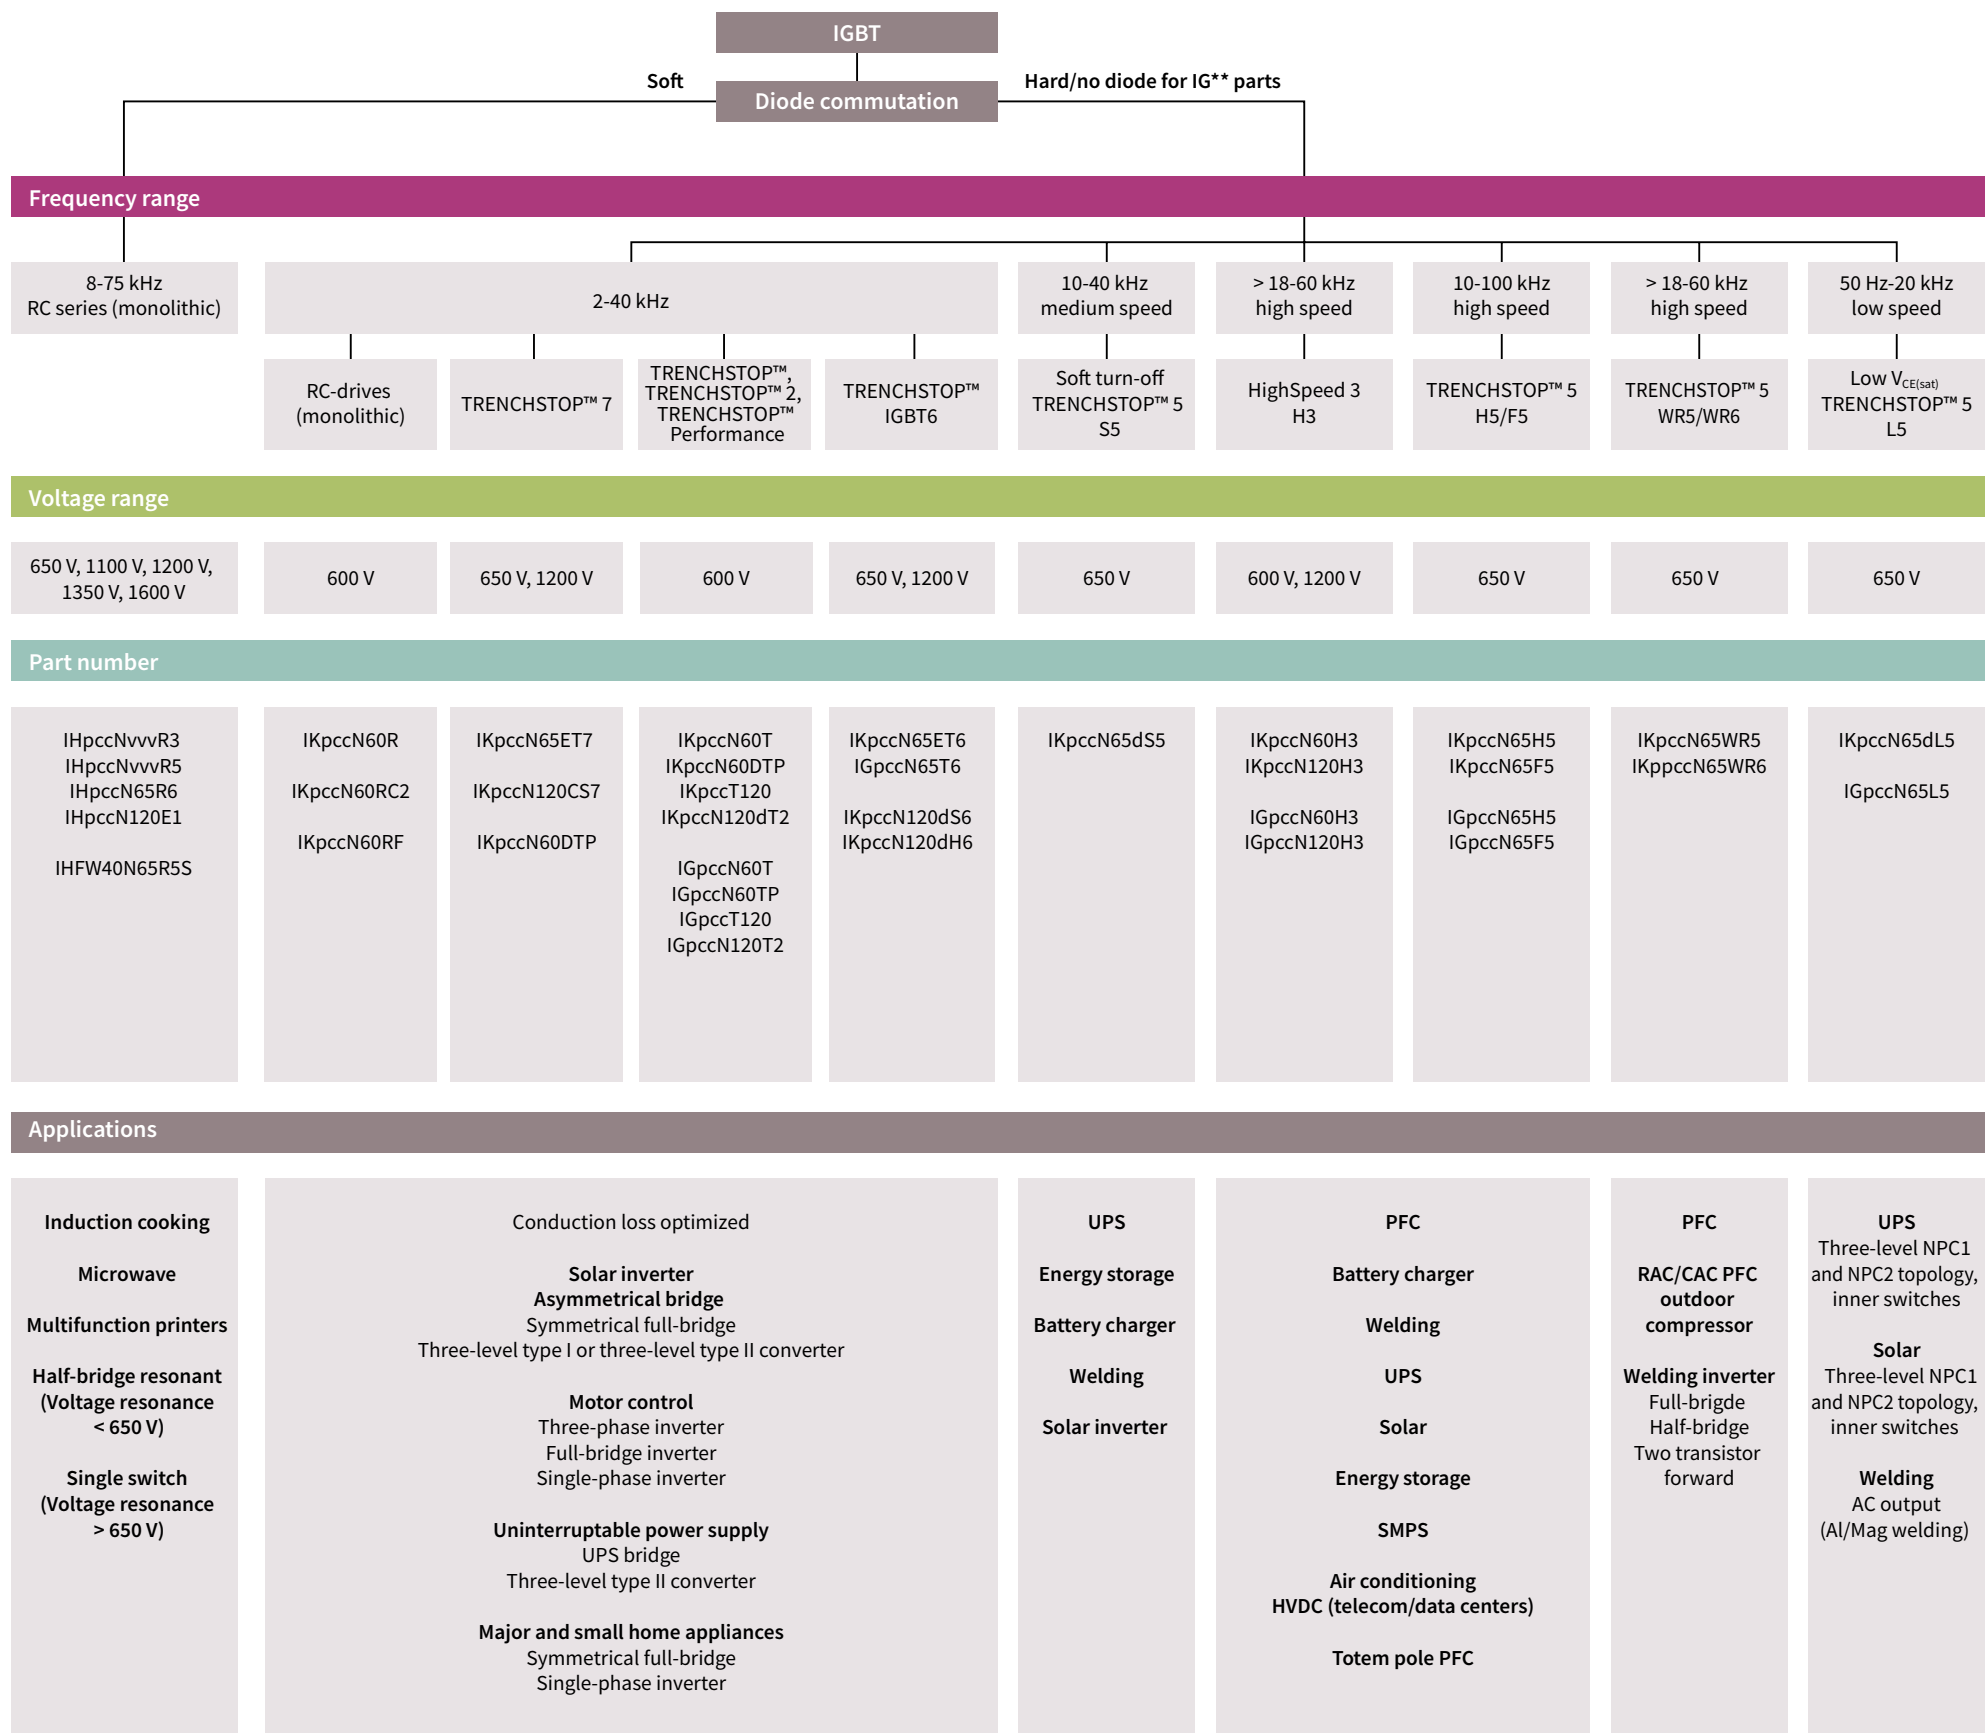 IGBT
Soft
Diode commutation
Hard/no diode for IG** parts
Frequency range
8-75 kHz
RC series (monolithic)
2-40 kHz
10-40 kHz
medium speed
> 18-60 kHz
high speed
10-100 kHz
high speed
> 18-60 kHz
high speed
50 Hz-20 kHz
low speed
RC-drives
(monolithic)
TRENCHSTOP™ 7
TRENCHSTOP™,
TRENCHSTOP™ 2,
TRENCHSTOP™
Performance
TRENCHSTOP™
IGBT6
Soft turn-off
TRENCHSTOP™ 5
S5
HighSpeed 3
H3
TRENCHSTOP™ 5
H5/F5
TRENCHSTOP™ 5
WR5/WR6
Low VCE(sat)
TRENCHSTOP™ 5
L5
Voltage range
650 V, 1100 V, 1200 V,
1350 V, 1600 V
600 V
650 V, 1200 V
600 V
650 V, 1200 V
650 V
600 V, 1200 V
650 V
650 V
650 V
Part number
IHpccNvvvR3
IHpccNvvvR5
IHpccN65R6
IHpccN120E1
IHFW40N65R5S
IKpccN60R
IKpccN60RC2
IKpccN60RF
IKpccN65ET7
IKpccN120CS7
IKpccN60DTP
IKpccN60T
IKpccN60DTP
IKpccT120
IKpccN120dT2
IGpccN60T
IGpccN60TP
IGpccT120
IGpccN120T2
IKpccN65ET6
IGpccN65T6
IKpccN120dS6
IKpccN120dH6
IKpccN65dS5
IKpccN60H3
IKpccN120H3
IGpccN60H3
IGpccN120H3
IKpccN65H5
IKpccN65F5
IGpccN65H5
IGpccN65F5
IKpccN65WR5
IKppccN65WR6
IKpccN65dL5
IGpccN65L5
Applications
Induction cooking
Microwave
Multifunction printers
Half-bridge resonant
(Voltage resonance
< 650 V)
Single switch
(Voltage resonance
> 650 V)
Conduction loss optimized
Solar inverter
Asymmetrical bridge
Symmetrical full-bridge
Three-level type I or three-level type II converter
Motor control
Three-phase inverter
Full-bridge inverter
Single-phase inverter
Uninterruptable power supply
UPS bridge
Three-level type II converter
Major and small home appliances
Symmetrical full-bridge
Single-phase inverter
UPS
Energy storage
Battery charger
Welding
Solar inverter
PFC
Battery charger
Welding
UPS
Solar
Energy storage
SMPS
Air conditioning
HVDC (telecom/data centers)
Totem pole PFC
PFC
RAC/CAC PFC
outdoor
compressor
Welding inverter
Full-brigde
Half-bridge
Two transistor
forward
UPS
Three-level NPC1
and NPC2 topology,
inner switches
Solar
Three-level NPC1
and NPC2 topology,
inner switches
Welding
AC output
(Al/Mag welding)